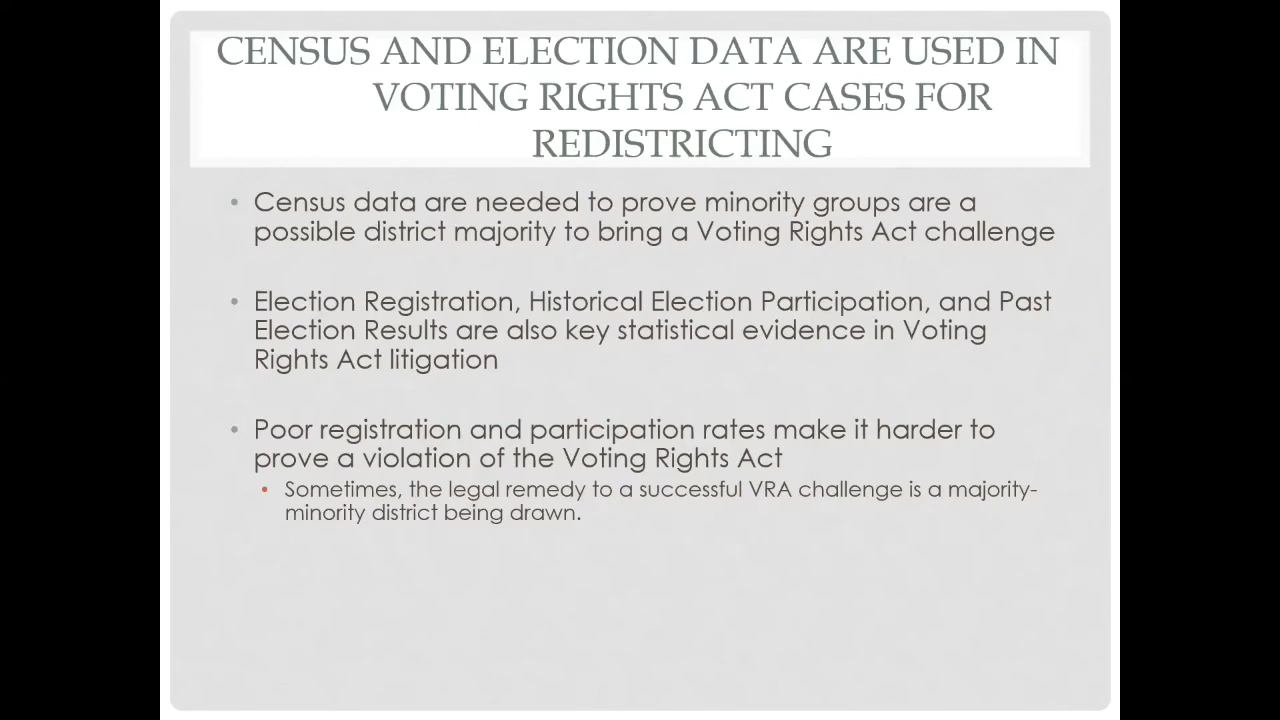 CENSUS AND ELECTION DATA ARE USED IN
VOTING RIGHTS ACT CASES FOR
REDISTRICTING
• Census data are needed to prove minority groups are a
possible district majority to bring a Voting Rights Act challenge
• Election Registration, Historical Election Participation, and Past
Election Results are also key statistical evidence in Voting
Rights Act litigation
• Poor registration and participation rates make it harder to
prove a violation of the Voting Rights Act
• Sometimes, the legal remedy to a successful VRA challenge is a majority-
minority district being drawn.